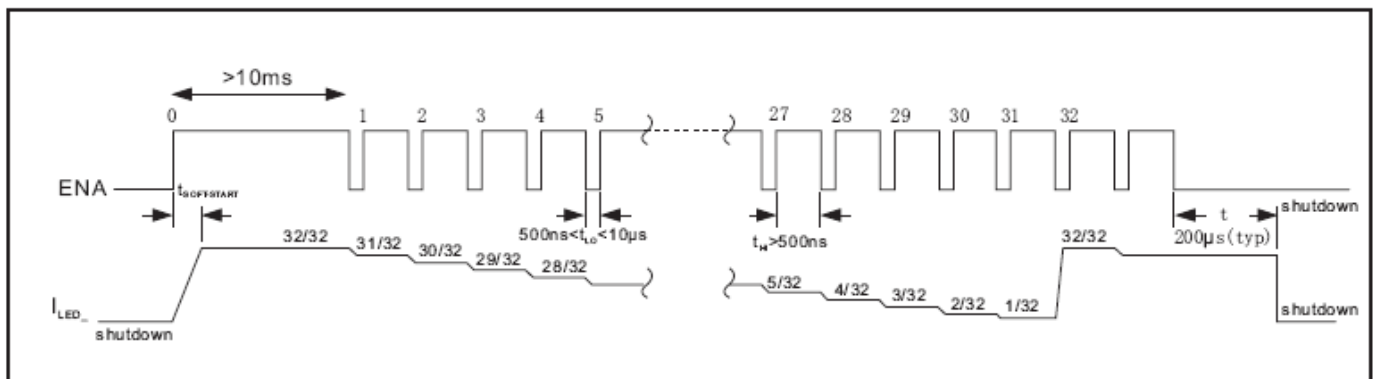 >10ms
0 1 2 3 4 5 27 28 29 30 31 32
ENA
tSOFTSTART
shutdown
500ns<tLO<10μs
tHI>500ns
t
200μs(typ)
32/32 31/32 30/32 29/32 28/32 5/32 4/32 3/32 2/32 1/32 32/32
ILED_
shutdown
shutdown